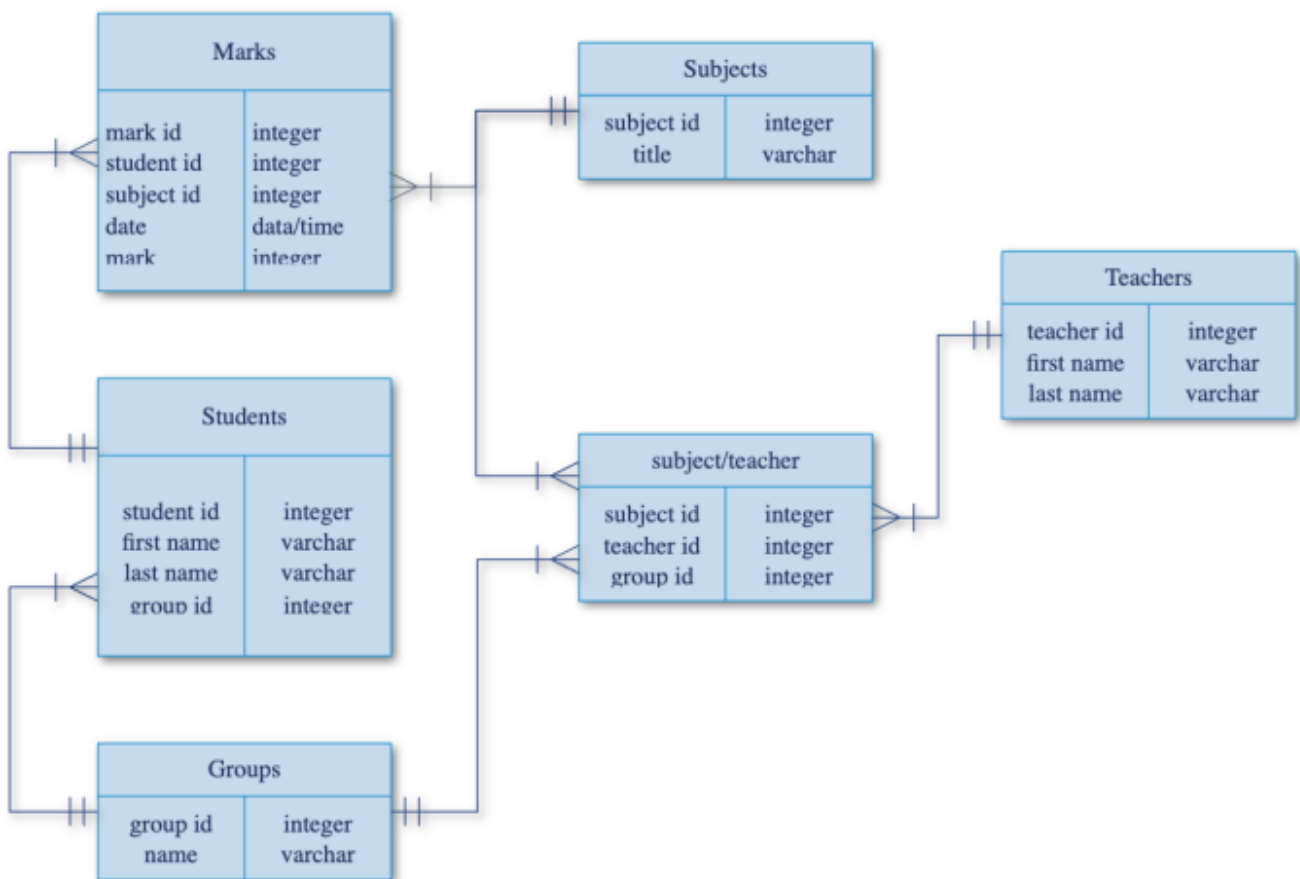 Marks
mark id integer
student id integer
subject id integer
date data/time
mark integer
Subjects
subject id integer
title varchar
Teachers
teacher id integer
first name varchar
last name varchar
Students
student id integer
first name varchar
last name varchar
group id integer
subject/teacher
subject id integer
teacher id integer
group id integer
Groups
group id integer
name varchar